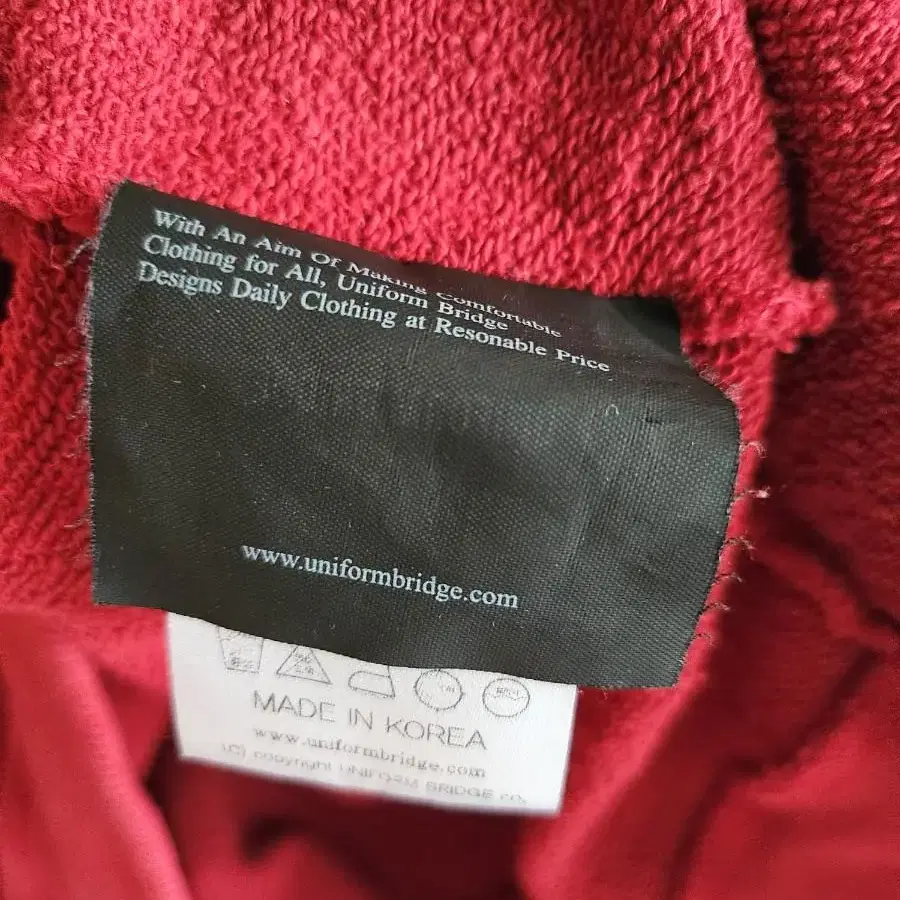 With An Aim Of Making Comfortable
Clothing for All, Uniform Bridge
Designs Daily Clothing at Resonable Price
www.uniformbridge.com
MADE IN KOREA
www.uniformbridge.com
(C) copyright UNIFORM BRIDGE co.